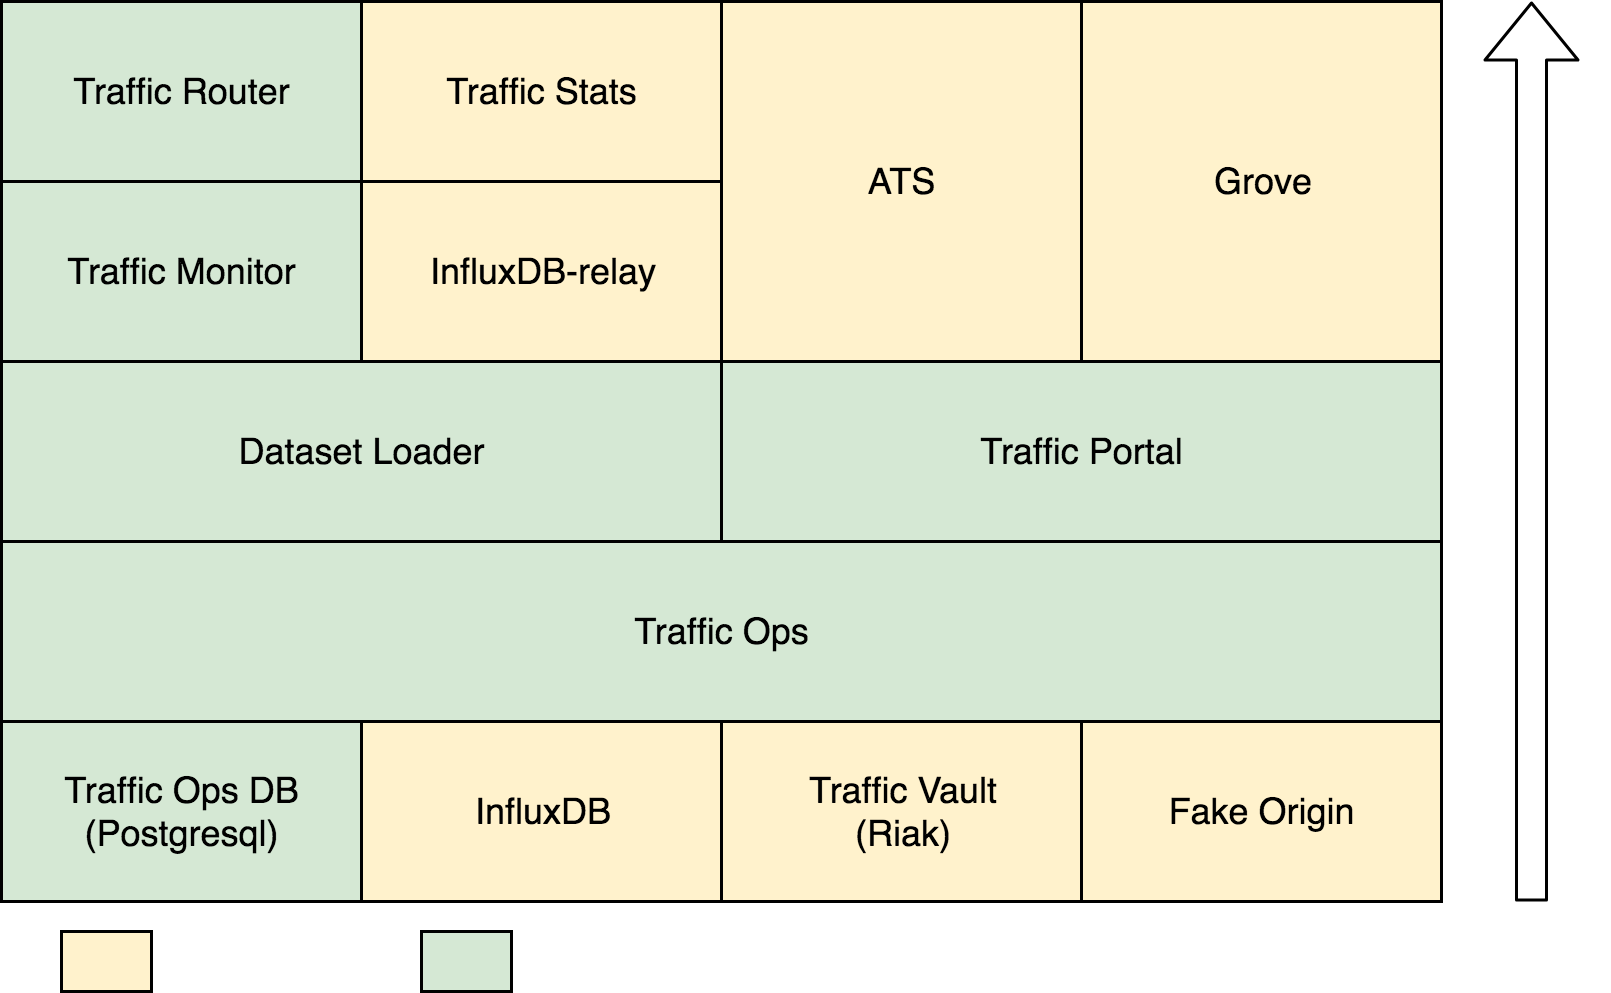 Traffic Router
Traffic Stats
ATS
Grove
Traffic Monitor
InfluxDB-relay
Dataset Loader
Traffic Portal
Traffic Ops
Traffic Ops DB
(Postgresql)
InfluxDB
Traffic Vault
(Riak)
Fake Origin